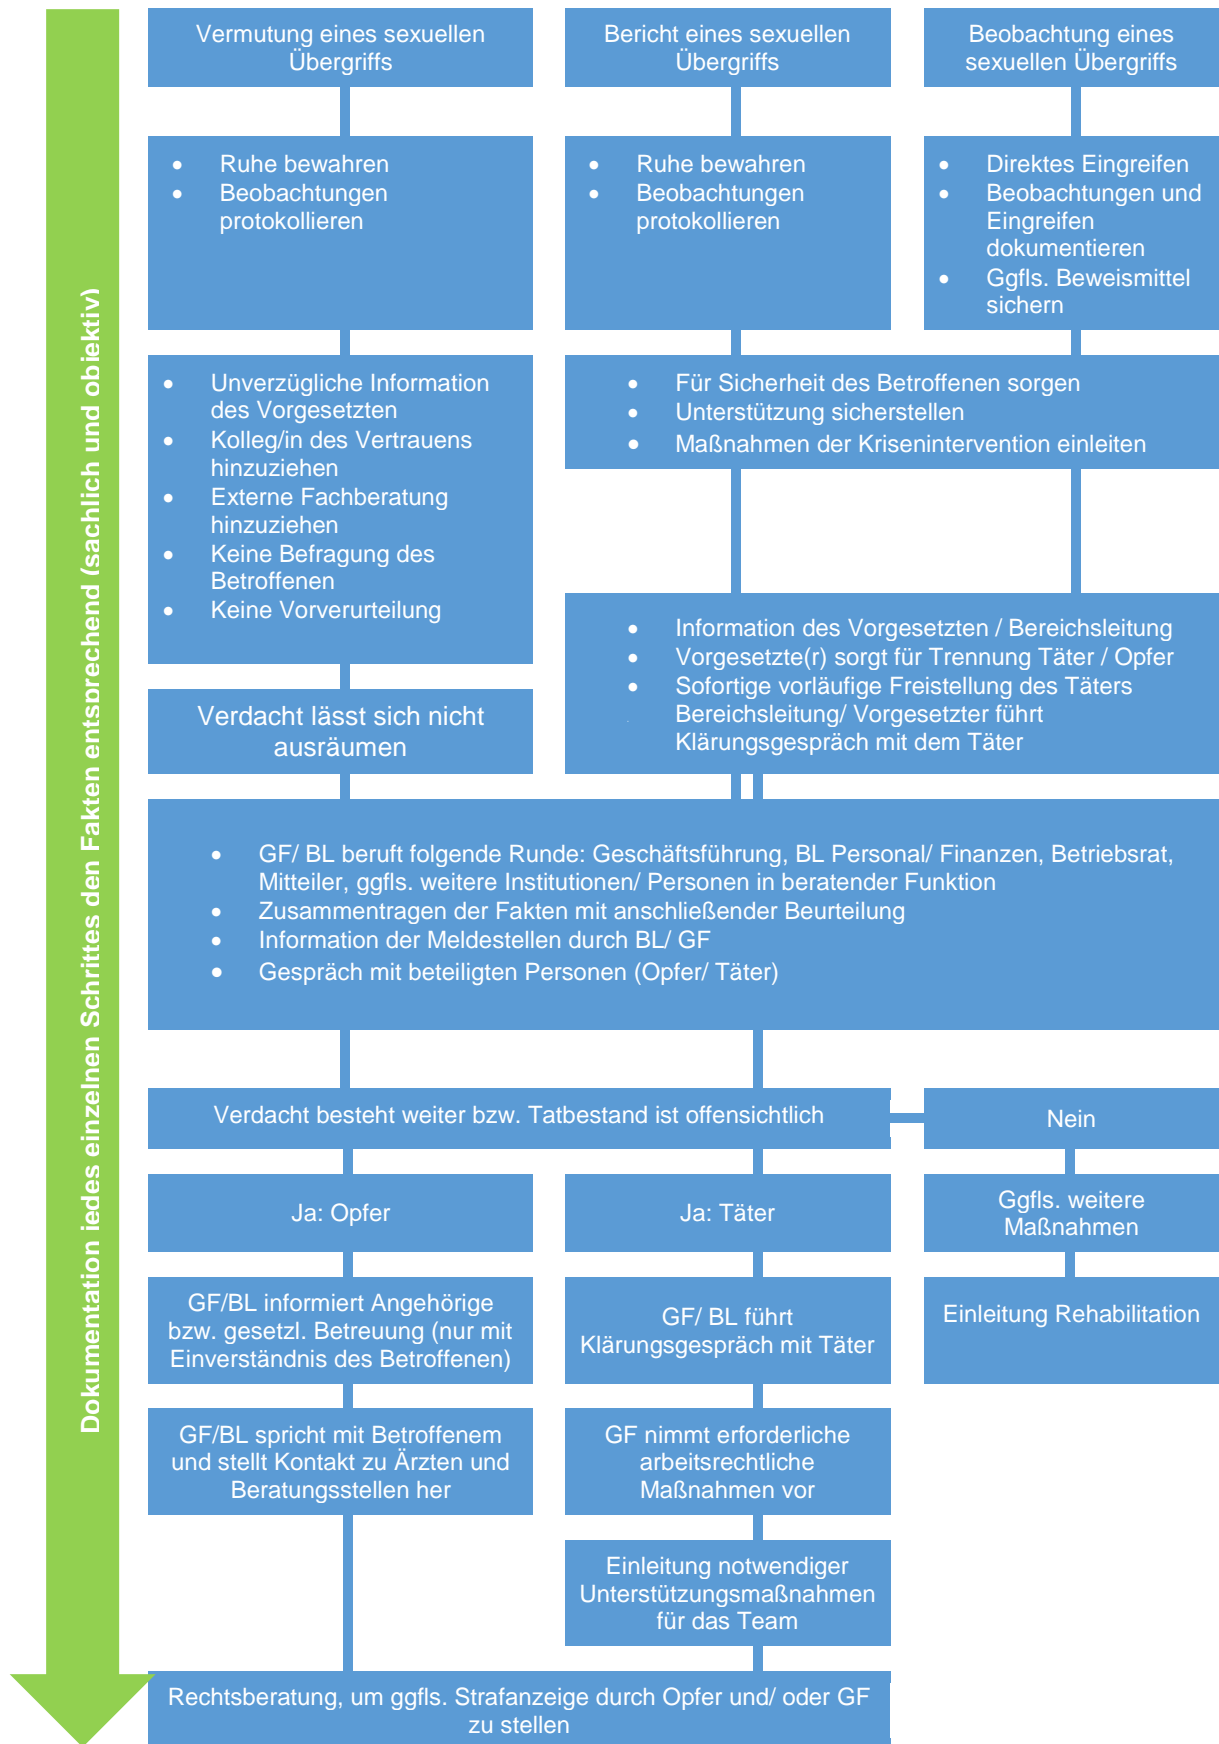 Vermutung eines sexuellen
Übergriffs
Bericht eines sexuellen
Übergriffs
Beobachtung eines
sexuellen Übergriffs
• Ruhe bewahren
• Beobachtungen
protokollieren
• Ruhe bewahren
• Beobachtungen
protokollieren
• Direktes Eingreifen
• Beobachtungen und
Eingreifen
dokumentieren
• Ggfls. Beweismittel
sichern
• Unverzügliche Information
des Vorgesetzten
• Kolleg/in des Vertrauens
hinzuziehen
• Externe Fachberatung
hinzuziehen
• Keine Befragung des
Betroffenen
• Keine Vorverurteilung
• Für Sicherheit des Betroffenen sorgen
• Unterstützung sicherstellen
• Maßnahmen der Krisenintervention einleiten
• Information des Vorgesetzten / Bereichsleitung
• Vorgesetzte(r) sorgt für Trennung Täter / Opfer
• Sofortige vorläufige Freistellung des Täters
Bereichsleitung/ Vorgesetzter führt
Klärungsgespräch mit dem Täter
Verdacht lässt sich nicht
ausräumen
• GF/ BL beruft folgende Runde: Geschäftsführung, BL Personal/ Finanzen, Betriebsrat,
Mitteiler, ggfls. weitere Institutionen/ Personen in beratender Funktion
• Zusammentragen der Fakten mit anschließender Beurteilung
• Information der Meldestellen durch BL/ GF
• Gespräch mit beteiligten Personen (Opfer/ Täter)
Verdacht besteht weiter bzw. Tatbestand ist offensichtlich
Nein
Ja: Opfer
Ja: Täter
Ggfls. weitere
Maßnahmen
GF/BL informiert Angehörige
bzw. gesetzl. Betreuung (nur mit
Einverständnis des Betroffenen)
GF/ BL führt
Klärungsgespräch mit Täter
Einleitung Rehabilitation
GF/BL spricht mit Betroffenem
und stellt Kontakt zu Ärzten und
Beratungsstellen her
GF nimmt erforderliche
arbeitsrechtliche
Maßnahmen vor
Einleitung notwendiger
Unterstützungsmaßnahmen
für das Team
Rechtsberatung, um ggfls. Strafanzeige durch Opfer und/ oder GF
zu stellen
Dokumentation jedes einzelnen Schrittes den Fakten entsprechend (sachlich und objektiv)